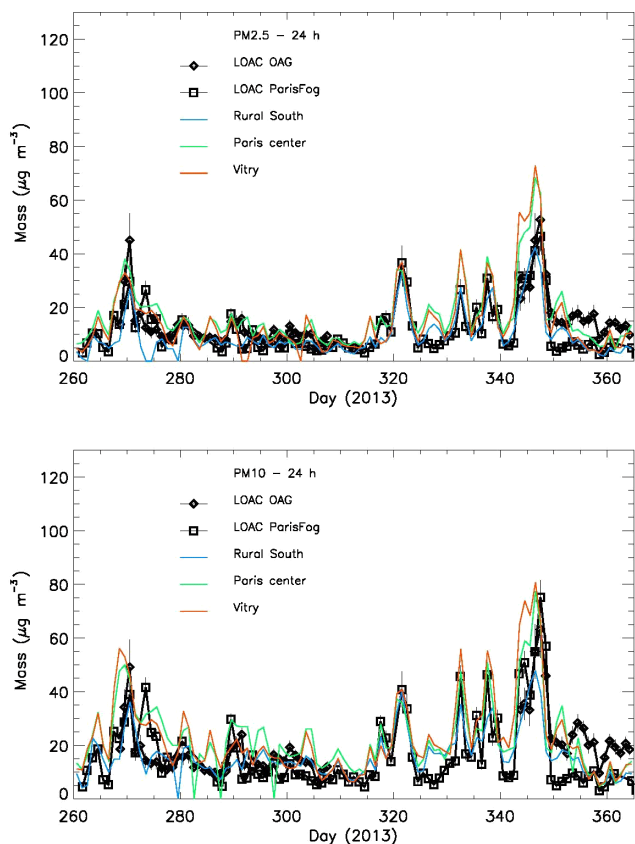 PM2.5 – 24 h
LOAC OAG
LOAC ParisFog
Rural South
Paris center
Vitry
Mass (μg m⁻³)
120
100
80
60
40
20
0
260 280 300 320 340 360
Day (2013)
PM10 – 24 h
LOAC OAG
LOAC ParisFog
Rural South
Paris center
Vitry
Mass (μg m⁻³)
120
100
80
60
40
20
0
260 280 300 320 340 360
Day (2013)